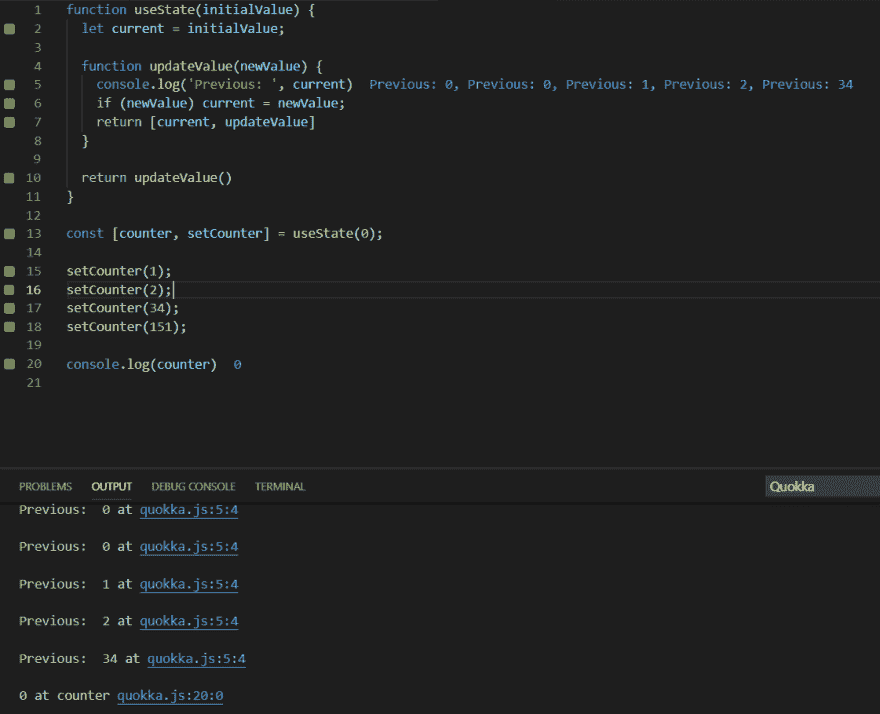 1 function useState(initialValue) {
2 let current = initialValue;
3
4 function updateValue(newValue) {
5 console.log('Previous: ', current) Previous: 0, Previous: 0, Previous: 1, Previous: 2, Previous: 34
6 if (newValue) current = newValue;
7 return [current, updateValue]
8 }
9
10 return updateValue()
11 }
12
13 const [counter, setCounter] = useState(0);
14
15 setCounter(1);
16 setCounter(2);
17 setCounter(34);
18 setCounter(151);
19
20 console.log(counter) 0
21
PROBLEMS OUTPUT DEBUG CONSOLE TERMINAL Quokka
Previous: 0 at quokka.js:5:4
Previous: 0 at quokka.js:5:4
Previous: 1 at quokka.js:5:4
Previous: 2 at quokka.js:5:4
Previous: 34 at quokka.js:5:4
0 at counter quokka.js:20:0